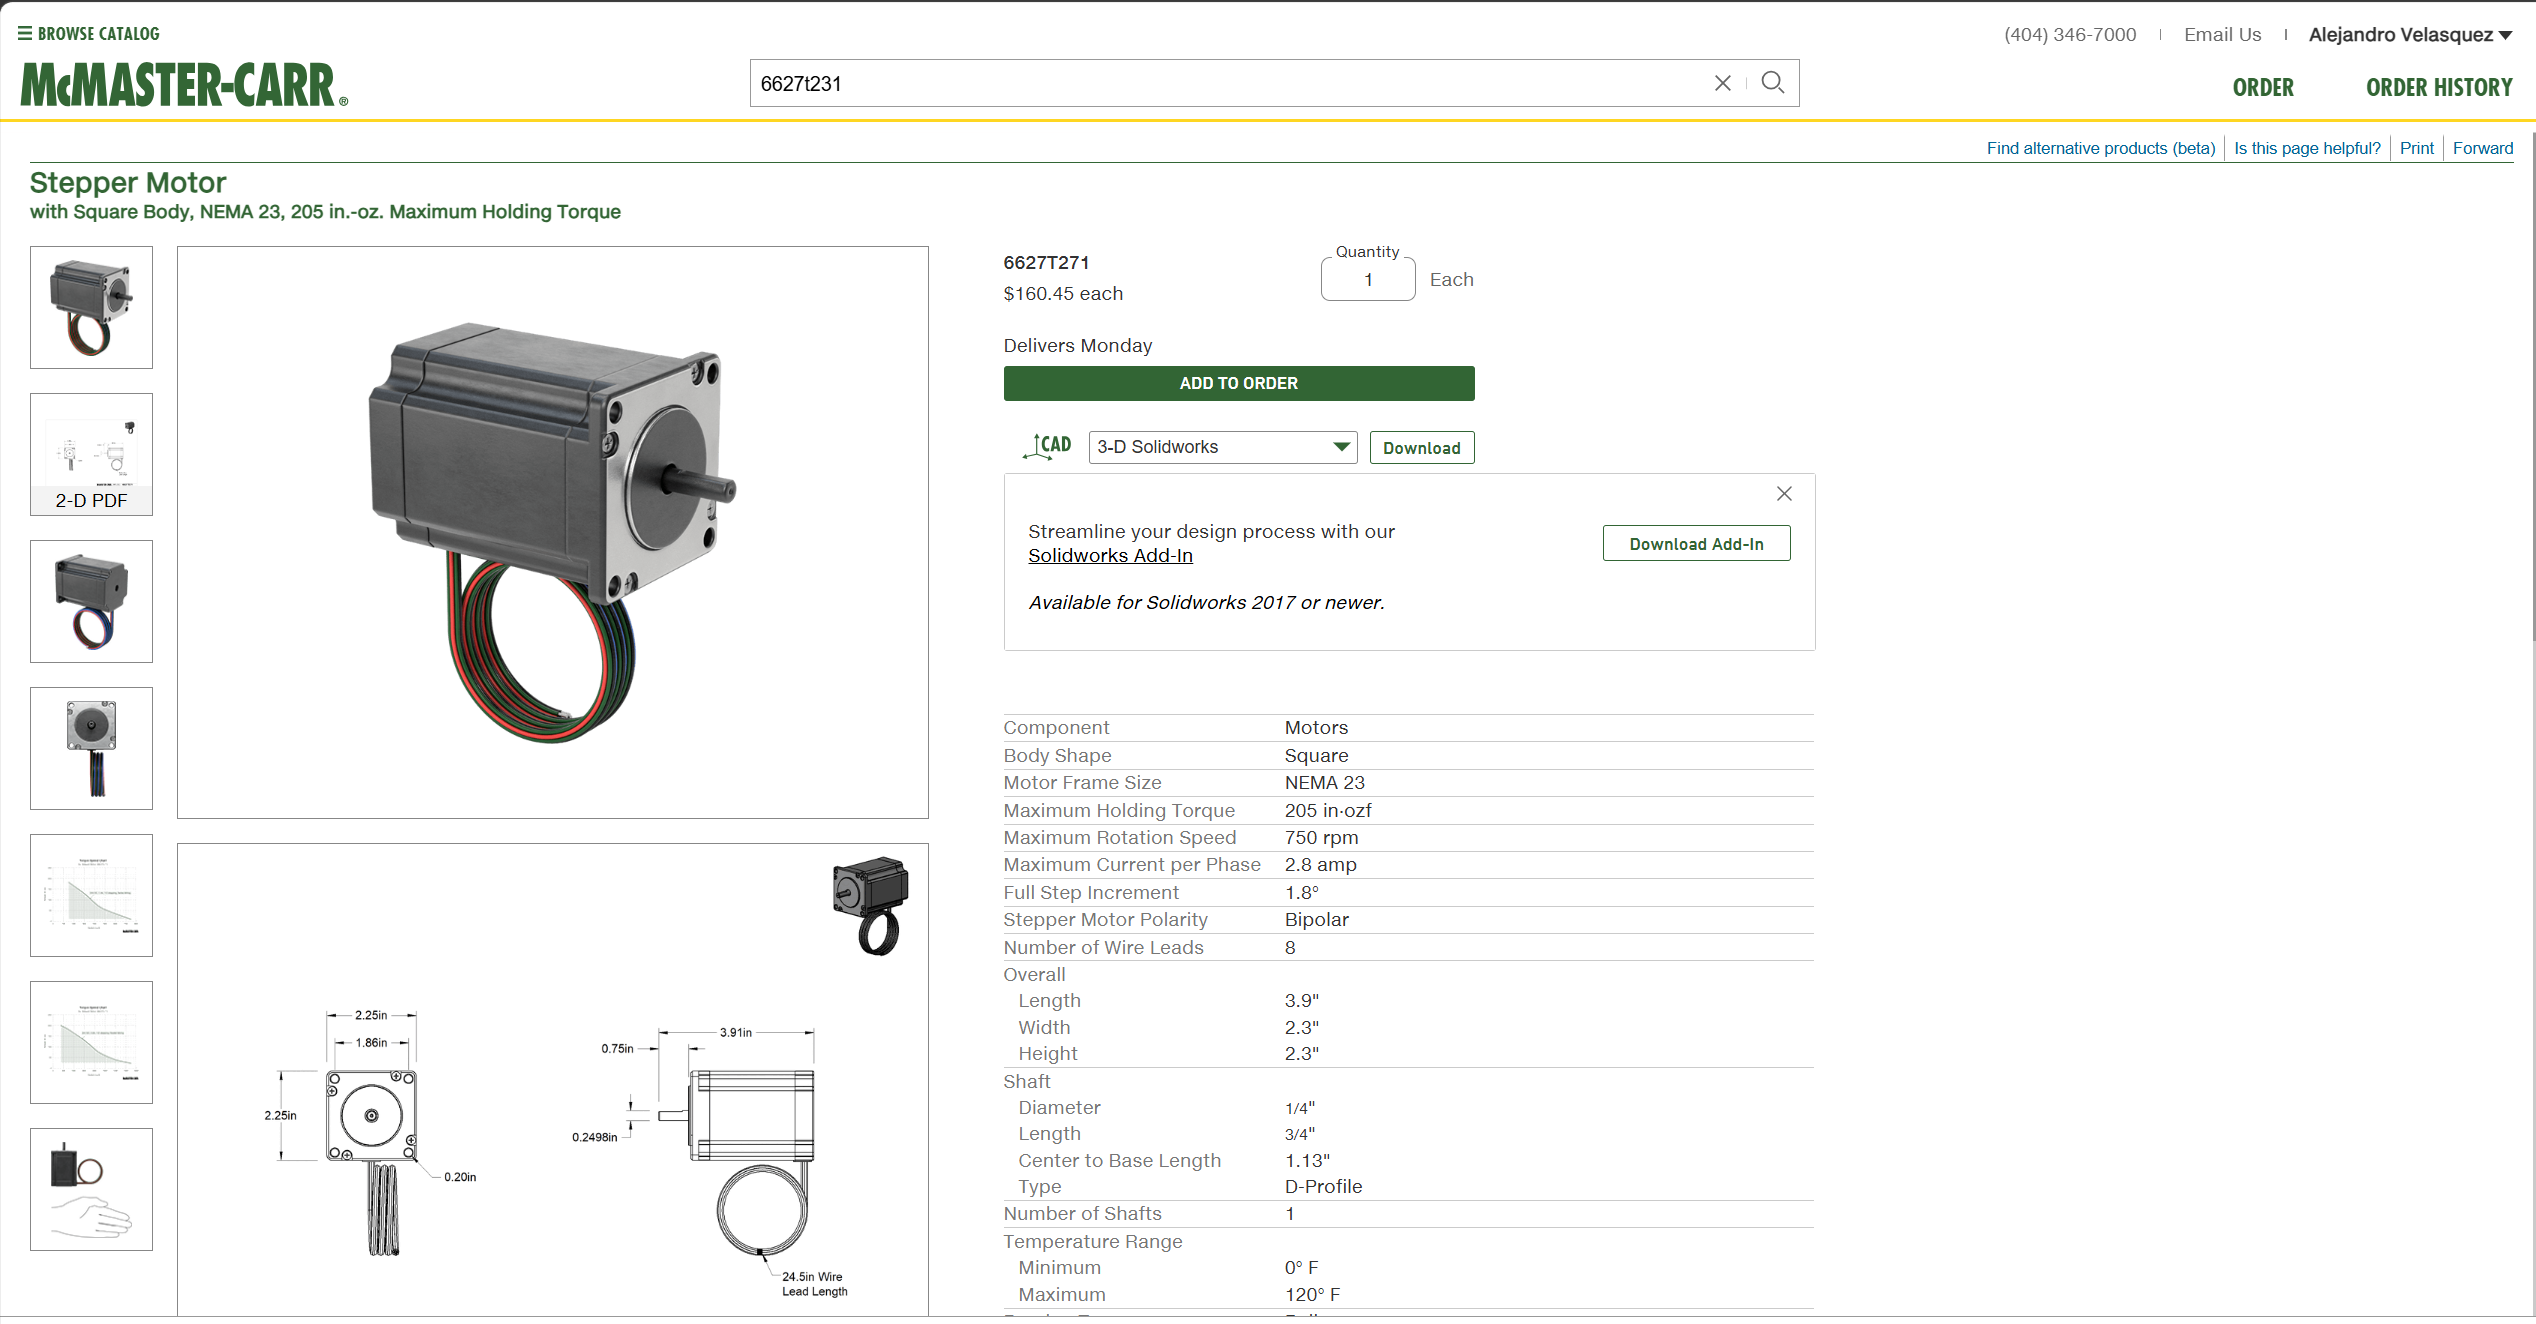 ☰ BROWSE CATALOG
(404) 346-7000
Email Us
Alejandro Velasquez
McMASTER-CARR®
6627t231
ORDER
ORDER HISTORY
Find alternative products (beta)
Is this page helpful?
Print
Forward
Stepper Motor
with Square Body, NEMA 23, 205 in.-oz. Maximum Holding Torque
2-D PDF
6627T271
$160.45 each
Quantity
1
Each
Delivers Monday
ADD TO ORDER
CAD
3-D Solidworks
Download
Streamline your design process with our
Solidworks Add-In
Download Add-In
Available for Solidworks 2017 or newer.
Component Motors
Body Shape Square
Motor Frame Size NEMA 23
Maximum Holding Torque 205 in·ozf
Maximum Rotation Speed 750 rpm
Maximum Current per Phase 2.8 amp
Full Step Increment 1.8°
Stepper Motor Polarity Bipolar
Number of Wire Leads 8
Overall
Length 3.9"
Width 2.3"
Height 2.3"
Shaft
Diameter 1/4"
Length 3/4"
Center to Base Length 1.13"
Type D-Profile
Number of Shafts 1
Temperature Range
Minimum 0° F
Maximum 120° F
2.25in
1.86in
2.25in
0.20in
3.91in
0.75in
0.2498in
24.5in Wire
Lead Length